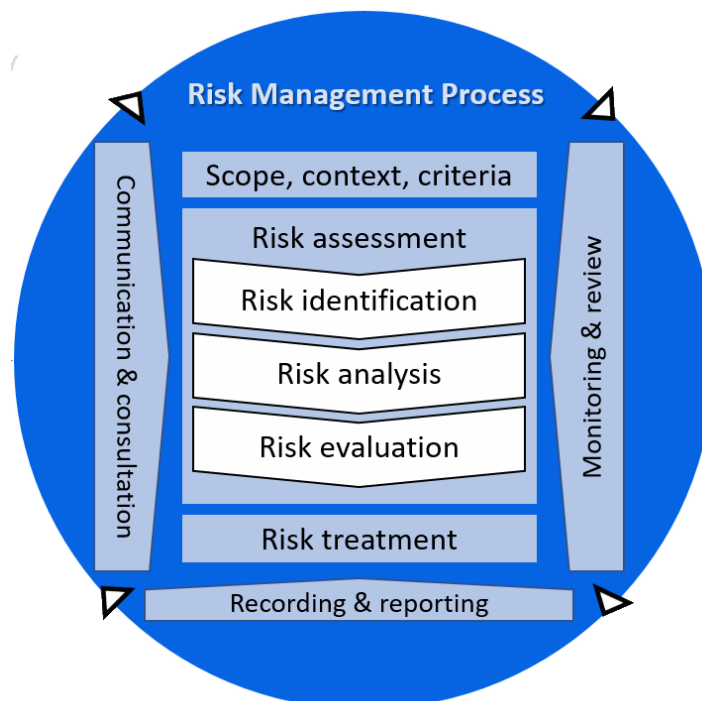 Risk Management Process
Scope, context, criteria
Risk assessment
Risk identification
Risk analysis
Risk evaluation
Risk treatment
Communication & consultation
Monitoring & review
Recording & reporting